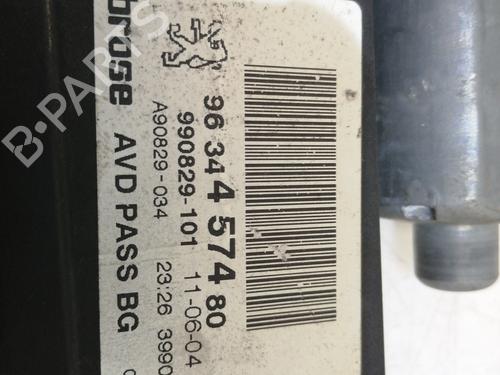 brose
AVD PASS BG
96 344 574 80
990829-101 11-06-04
A90829-034 23:26 3990
B-PARTS